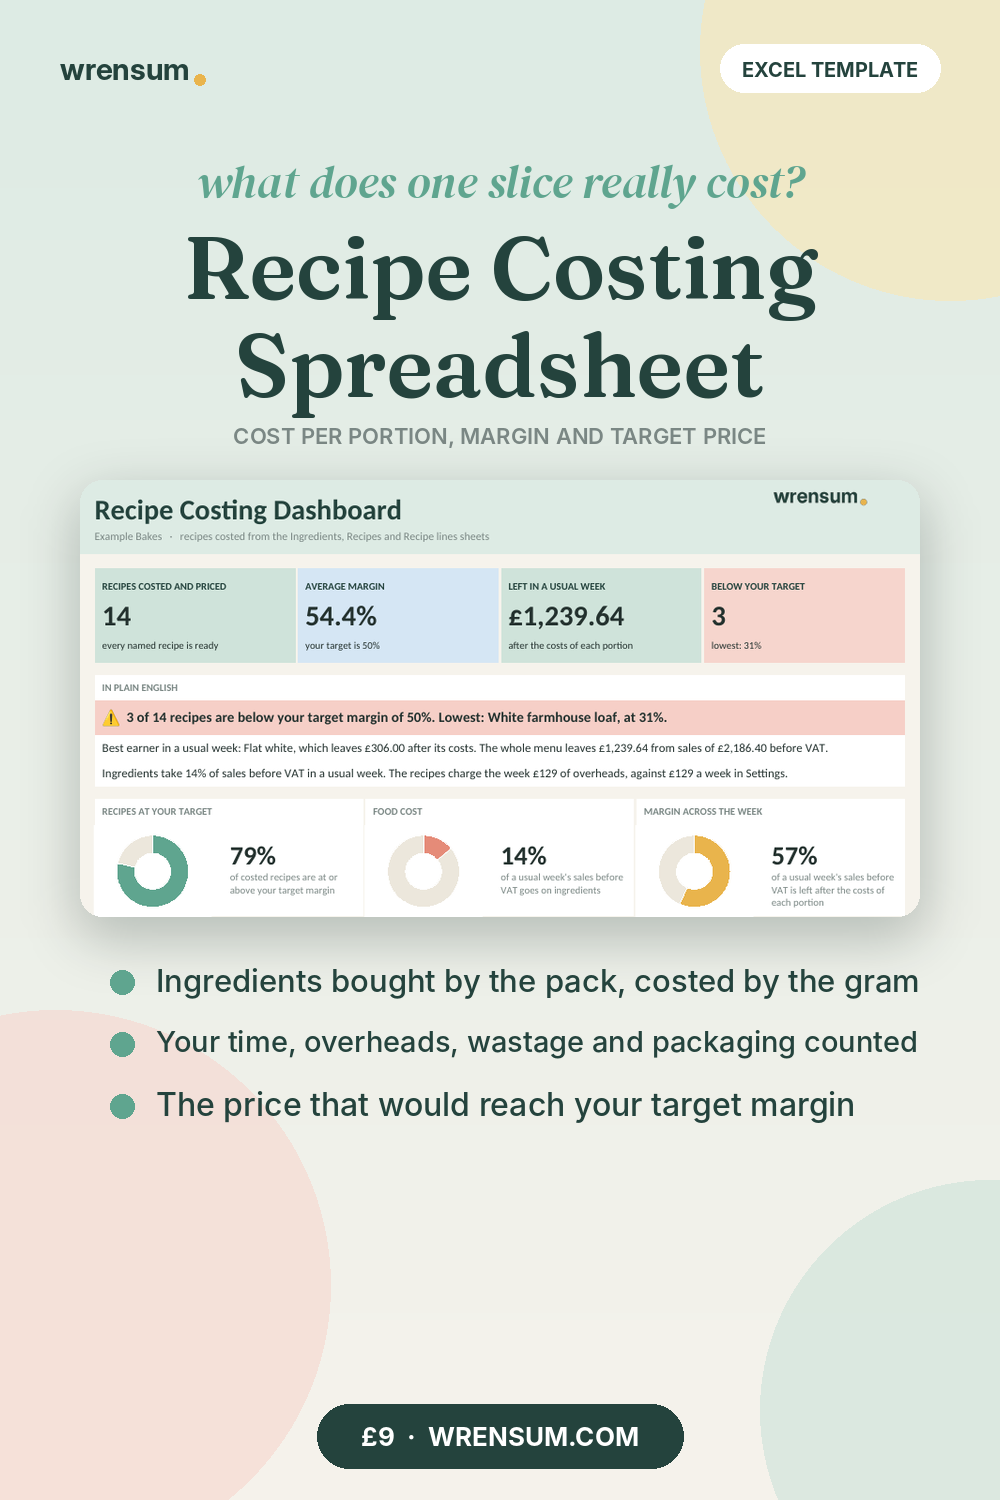 wrensum
EXCEL TEMPLATE
what does one slice really cost?
Recipe Costing
Spreadsheet
COST PER PORTION, MARGIN AND TARGET PRICE
Recipe Costing Dashboard
wrensum
Example Bakes · recipes costed from the Ingredients, Recipes and Recipe lines sheets
RECIPES COSTED AND PRICED
14
every named recipe is ready
AVERAGE MARGIN
54.4%
your target is 50%
LEFT IN A USUAL WEEK
£1,239.64
after the costs of each portion
BELOW YOUR TARGET
3
lowest: 31%
IN PLAIN ENGLISH
⚠ 3 of 14 recipes are below your target margin of 50%. Lowest: White farmhouse loaf, at 31%.
Best earner in a usual week: Flat white, which leaves £306.00 after its costs. The whole menu leaves £1,239.64 from sales of £2,186.40 before VAT.
Ingredients take 14% of sales before VAT in a usual week. The recipes charge the week £129 of overheads, against £129 a week in Settings.
RECIPES AT YOUR TARGET
79%
of costed recipes are at or
above your target margin
FOOD COST
14%
of a usual week's sales before
VAT goes on ingredients
MARGIN ACROSS THE WEEK
57%
of a usual week's sales before
VAT is left after the costs of
each portion
Ingredients bought by the pack, costed by the gram
Your time, overheads, wastage and packaging counted
The price that would reach your target margin
£9 · WRENSUM.COM